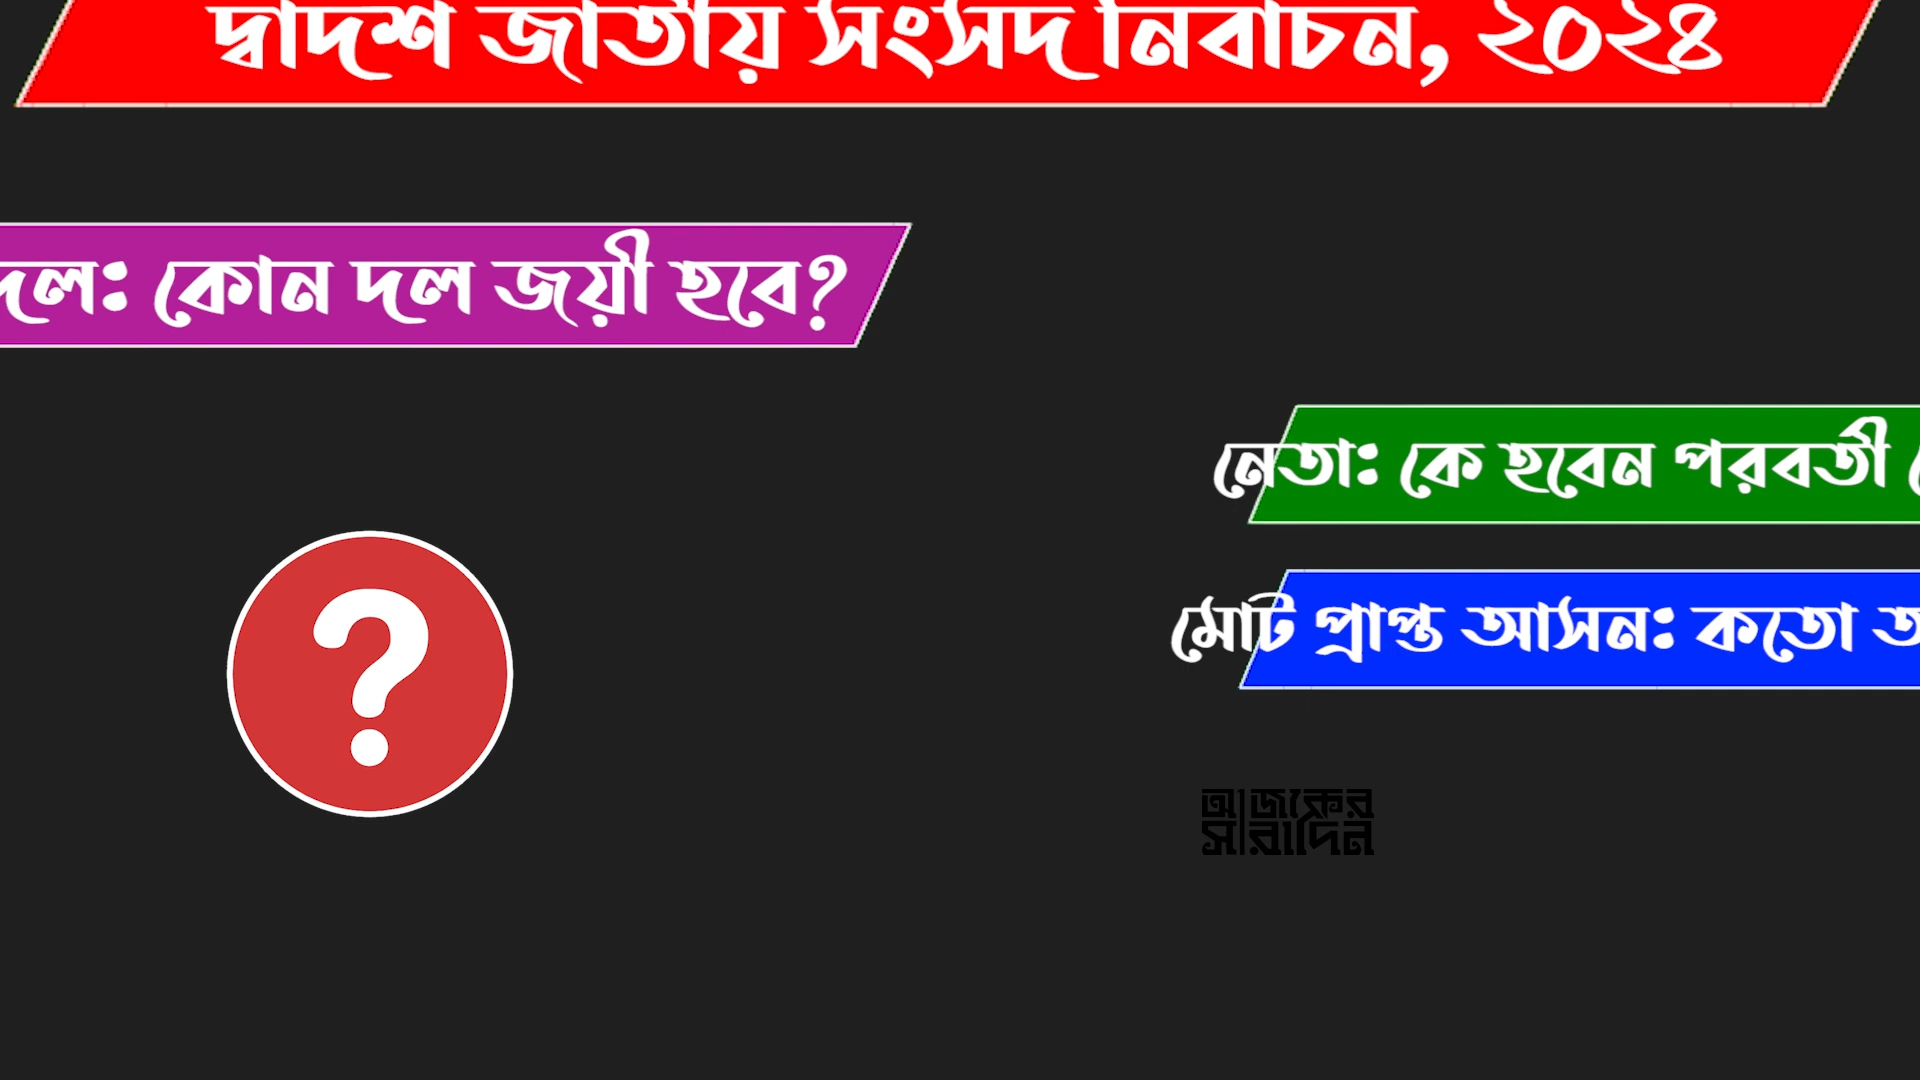 দ্বাদশ জাতীয় সংসদ নির্বাচন, ২০২৪
দল: কোন দল জয়ী হবে?
নেতা: কে হবেন পরবর্তী
মোট প্রাপ্ত আসন: কতো
আজকের
সারাদিন